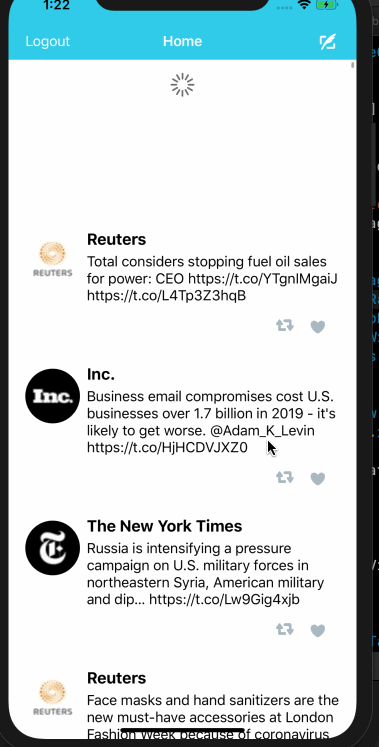 1:22
Logout Home
Reuters
REUTERS
Total considers stopping fuel oil sales
for power: CEO https://t.co/YTgnIMgaiJ
https://t.co/L4Tp3Z3hqB
Inc.
Inc.
Business email compromises cost U.S.
businesses over 1.7 billion in 2019 - it's
likely to get worse. @Adam_K_Levin
https://t.co/HjHCDVJXZ0
The New York Times
Russia is intensifying a pressure
campaign on U.S. military forces in
northeastern Syria, American military
and dip... https://t.co/Lw9Gig4xjb
Reuters
REUTERS
Face masks and hand sanitizers are the
new must-have accessories at London
Fashion Week because of coronavirus